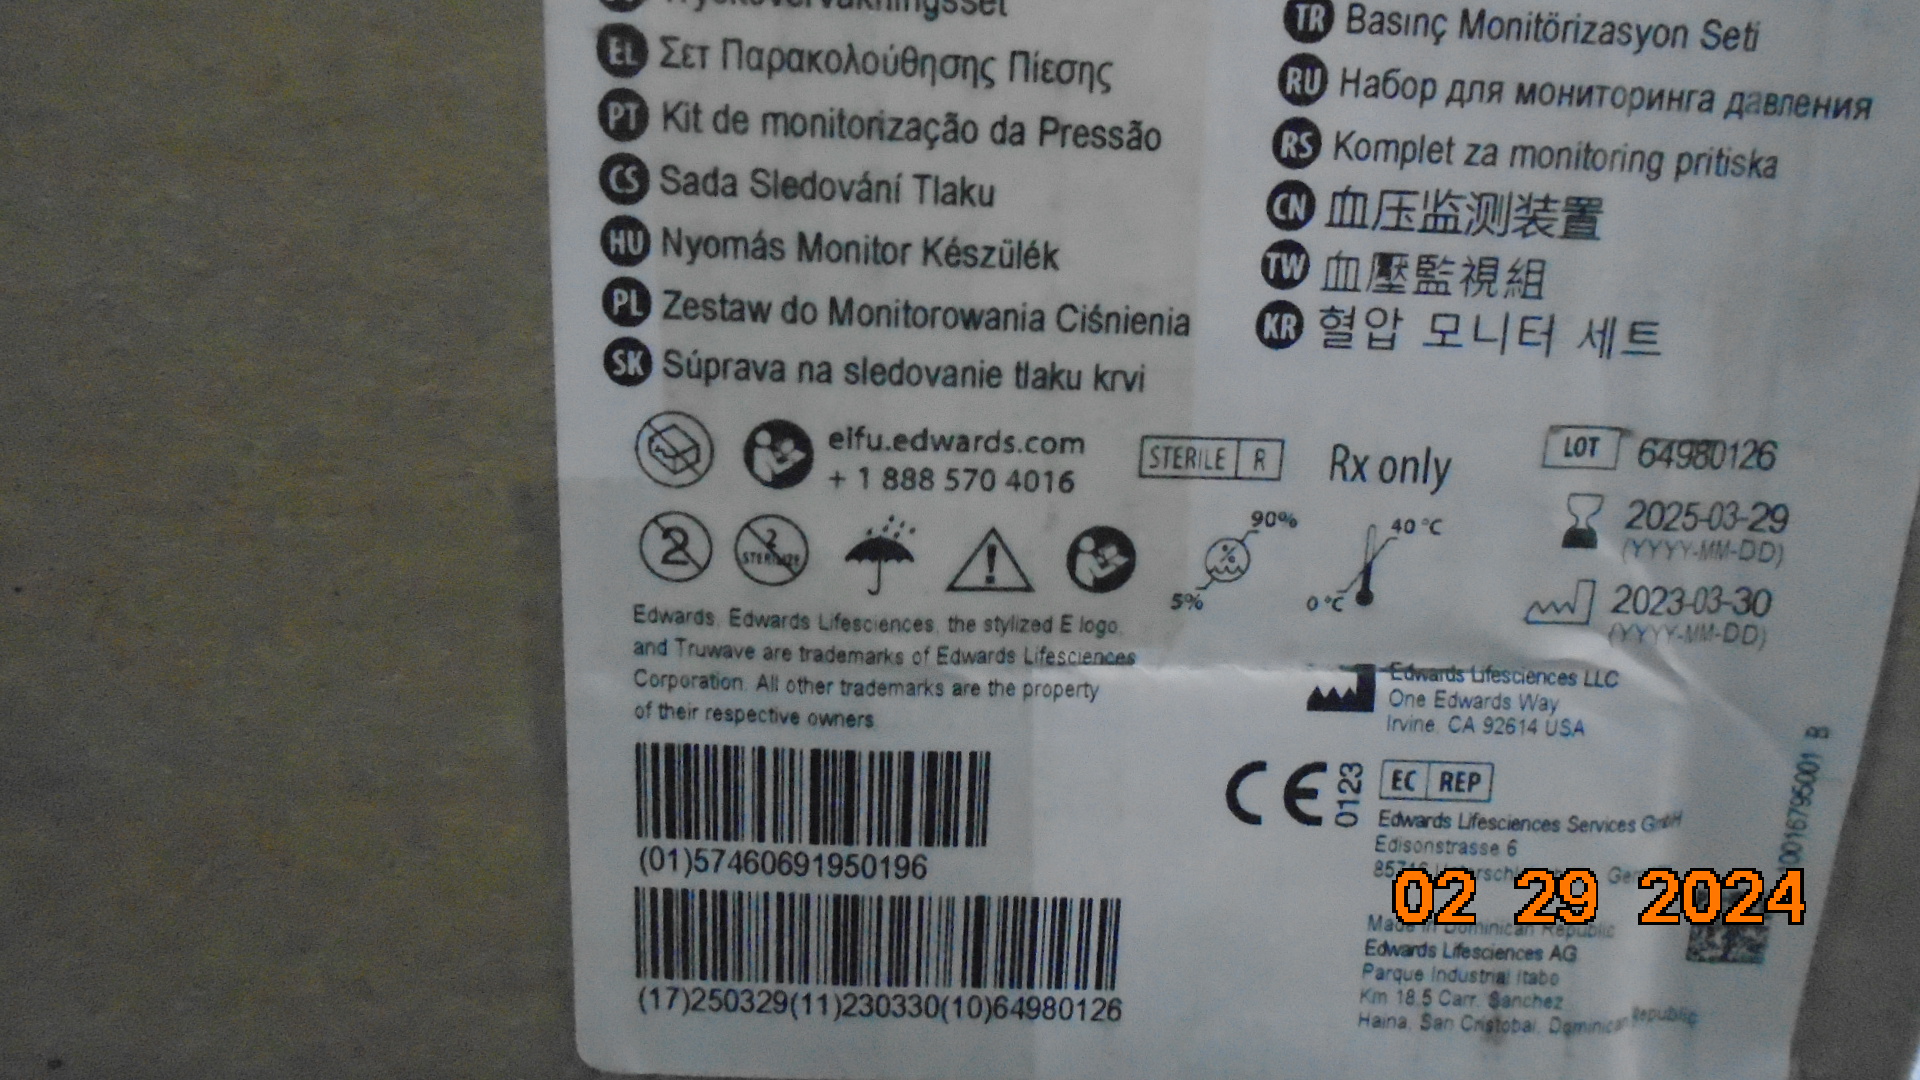 EL Σετ Παρακολούθησης Πίεσης
PT Kit de monitorização da Pressão
CS Sada Sledování Tlaku
HU Nyomás Monitor Készülék
PL Zestaw do Monitorowania Ciśnienia
SK Súprava na sledovanie tlaku krvi
TR Basınç Monitörizasyon Seti
RU Набор для мониторинга давления
RS Komplet za monitoring pritiska
CN 血压监测装置
TW 血壓監視組
KR 혈압 모니터 세트
eifu.edwards.com
+ 1 888 570 4016
STERILE R
Rx only
LOT 64980126
2025-03-29
(YYYY-MM-DD)
2023-03-30
(YYYY-MM-DD)
2
2 STERILIZE
90%
5%
40 °C
0 °C
Edwards, Edwards Lifesciences, the stylized E logo,
and Truwave are trademarks of Edwards Lifesciences
Corporation. All other trademarks are the property
of their respective owners.
Edwards Lifesciences LLC
One Edwards Way
Irvine, CA 92614 USA
CE 0123
EC REP
Edwards Lifesciences Services GmbH
Edisonstrasse 6
(01)57460691950196
(17)250329(11)230330(10)64980126
02 29 2024
Made in Dominican Republic
Edwards Lifesciences AG
Parque Industrial Itabo
Km 18.5 Carr. Sanchez
Haina, San Cristobal, Dominican Republic